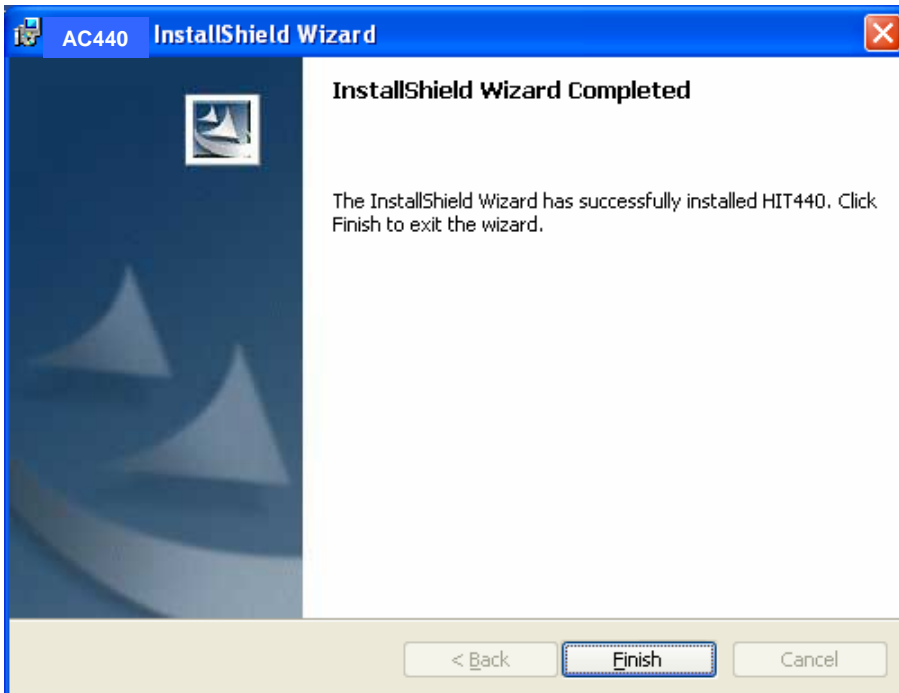 AC440 InstallShield Wizard
InstallShield Wizard Completed
The InstallShield Wizard has successfully installed HIT440. Click
Finish to exit the wizard.
< Back Finish Cancel